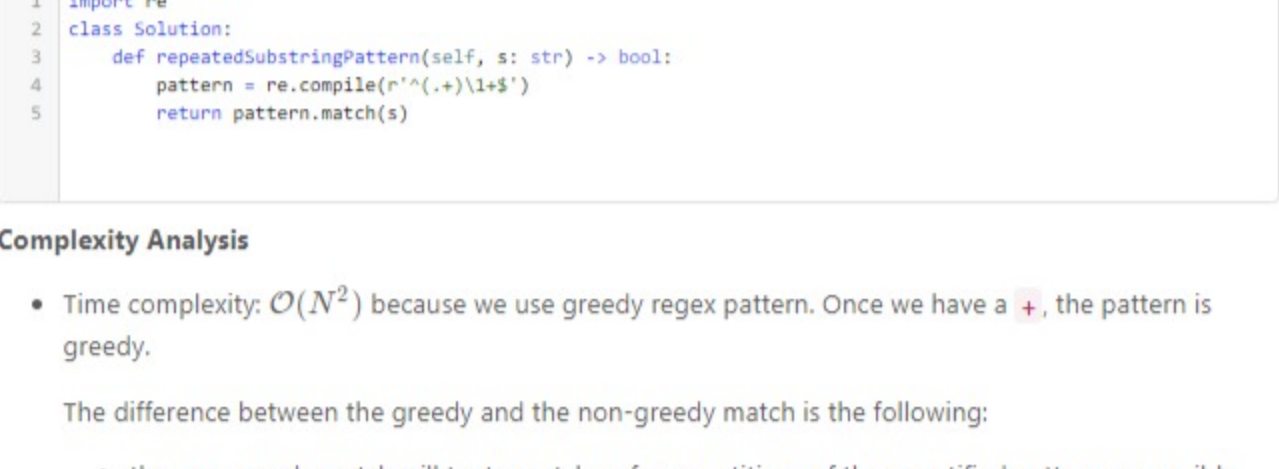 1 import re
2 class Solution:
3 def repeatedSubstringPattern(self, s: str) -> bool:
4 pattern = re.compile(r'^(.+)\1+$')
5 return pattern.match(s)
Complexity Analysis
• Time complexity: O(N²) because we use greedy regex pattern. Once we have a +, the pattern is
greedy.
The difference between the greedy and the non-greedy match is the following: